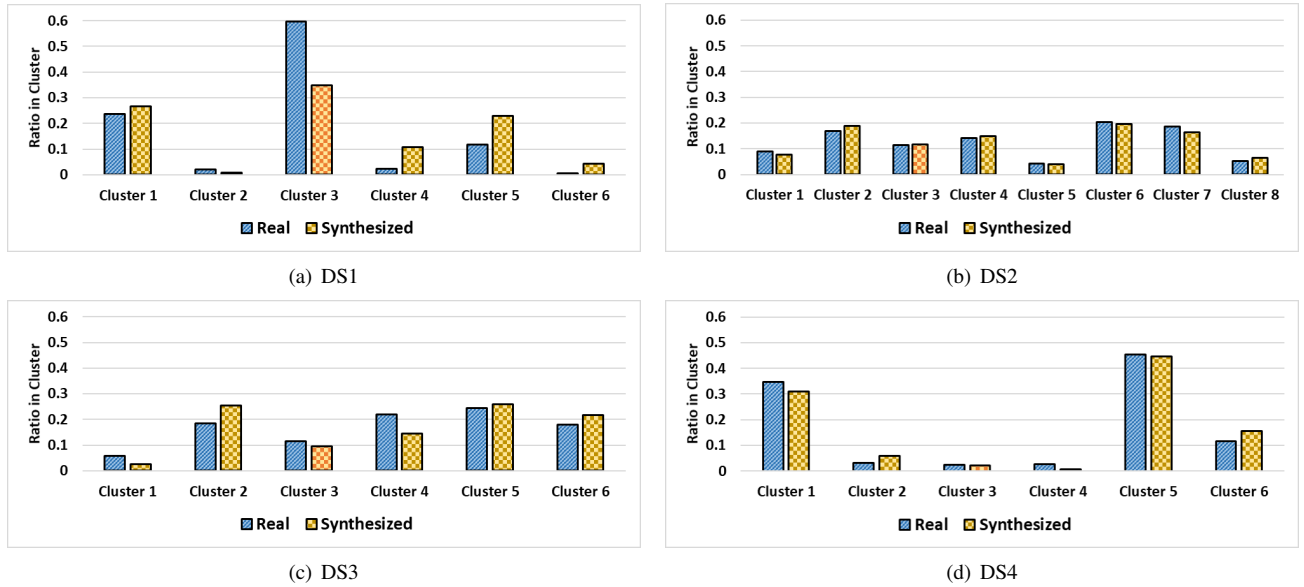 Ratio in Cluster
0.6
0.5
0.4
0.3
0.2
0.1
0
Cluster 1 Cluster 2 Cluster 3 Cluster 4 Cluster 5 Cluster 6
Real Synthesized
(a) DS1
Ratio in Cluster
0.6
0.5
0.4
0.3
0.2
0.1
0
Cluster 1 Cluster 2 Cluster 3 Cluster 4 Cluster 5 Cluster 6 Cluster 7 Cluster 8
Real Synthesized
(b) DS2
Ratio in Cluster
0.6
0.5
0.4
0.3
0.2
0.1
0
Cluster 1 Cluster 2 Cluster 3 Cluster 4 Cluster 5 Cluster 6
Real Synthesized
(c) DS3
Ratio in Cluster
0.6
0.5
0.4
0.3
0.2
0.1
0
Cluster 1 Cluster 2 Cluster 3 Cluster 4 Cluster 5 Cluster 6
Real Synthesized
(d) DS4